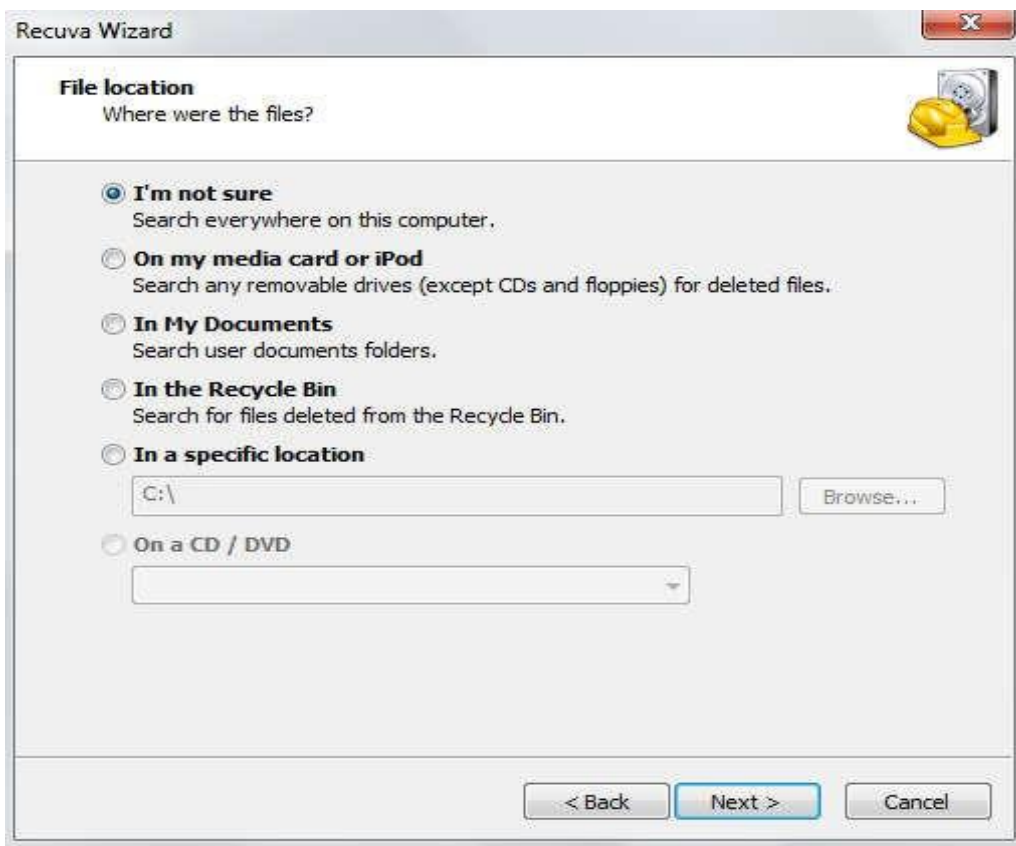 Recuva Wizard
File location
Where were the files?
I'm not sure
Search everywhere on this computer.
On my media card or iPod
Search any removable drives (except CDs and floppies) for deleted files.
In My Documents
Search user documents folders.
In the Recycle Bin
Search for files deleted from the Recycle Bin.
In a specific location
C:\ Browse...
On a CD / DVD
< Back Next > Cancel